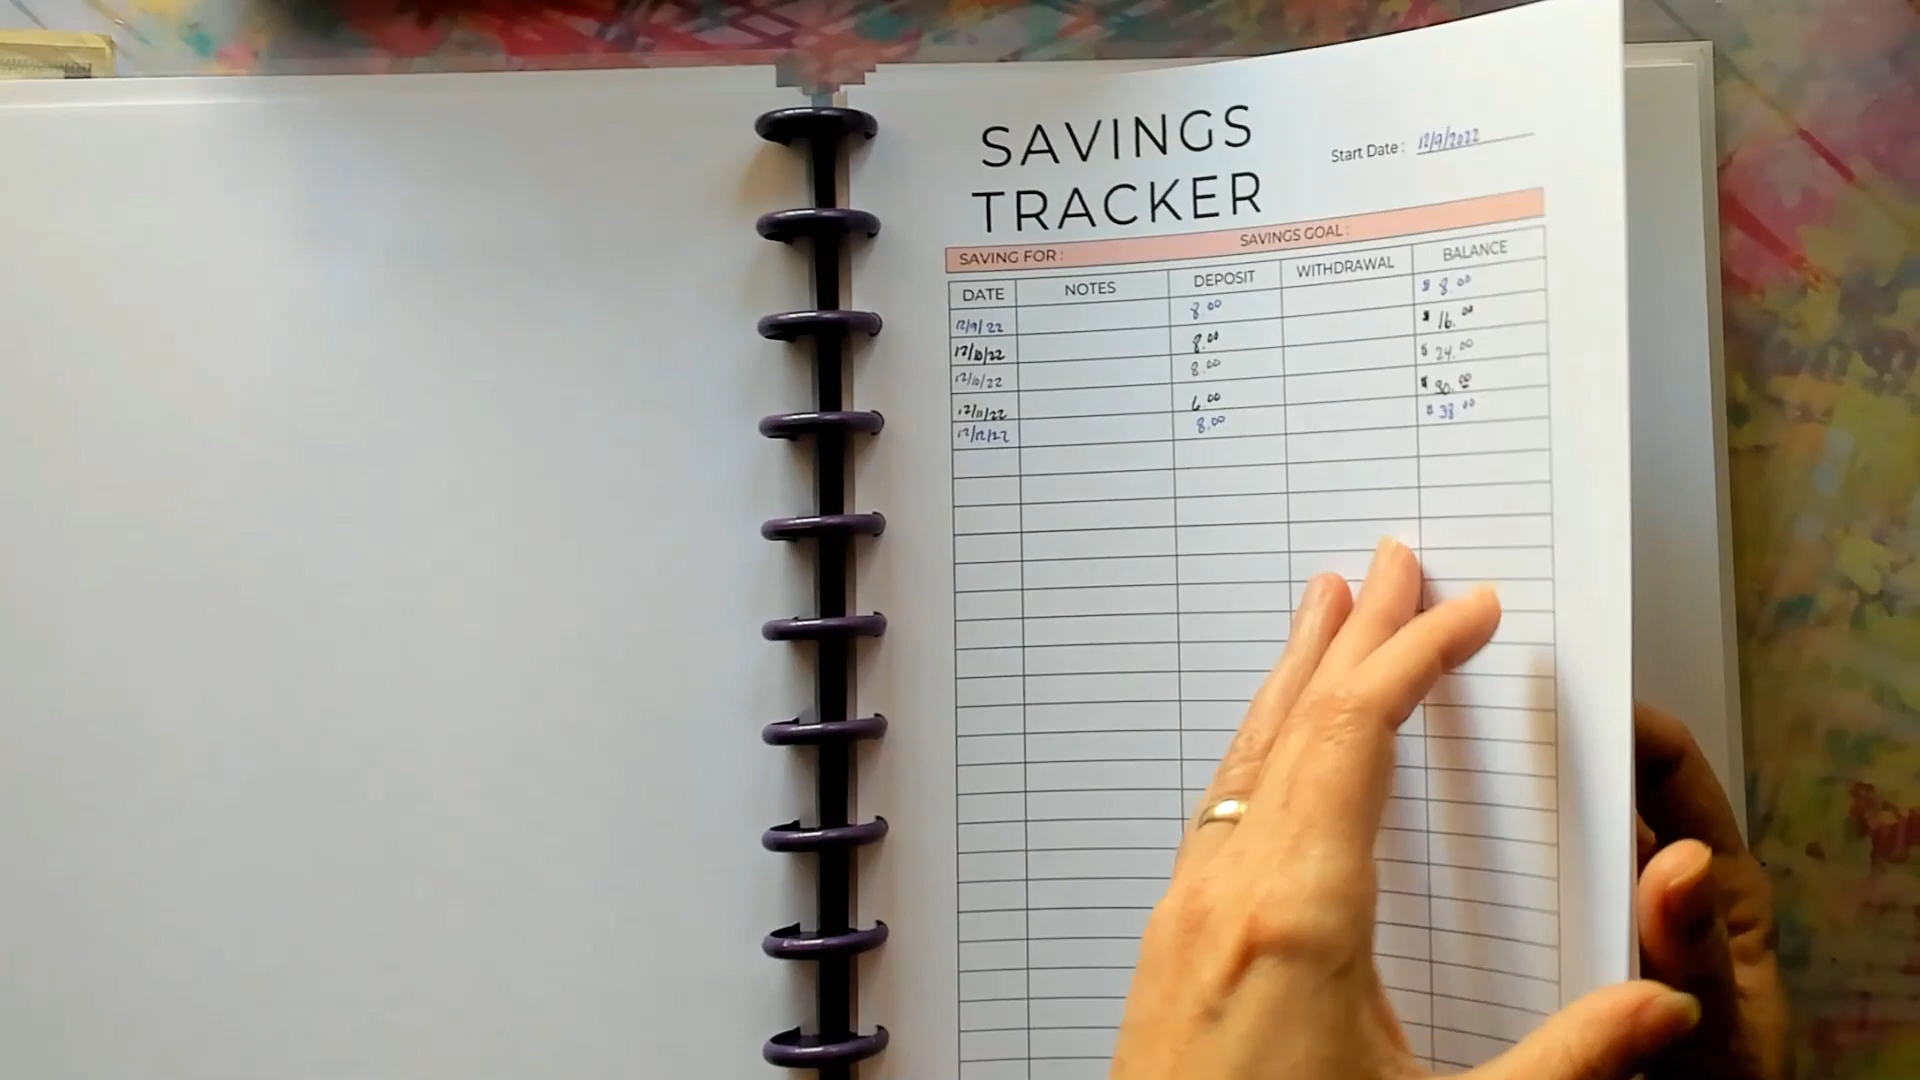 SAVINGS
TRACKER
Start Date : 12/9/2022
SAVING FOR : SAVINGS GOAL :
DATE NOTES DEPOSIT WITHDRAWAL BALANCE
12/9/22 8.00 $ 8.00
12/10/22 8.00 $ 16.00
12/10/22 8.00 $ 24.00
12/11/22 6.00 $ 30.00
12/12/22 8.00 $ 38.00